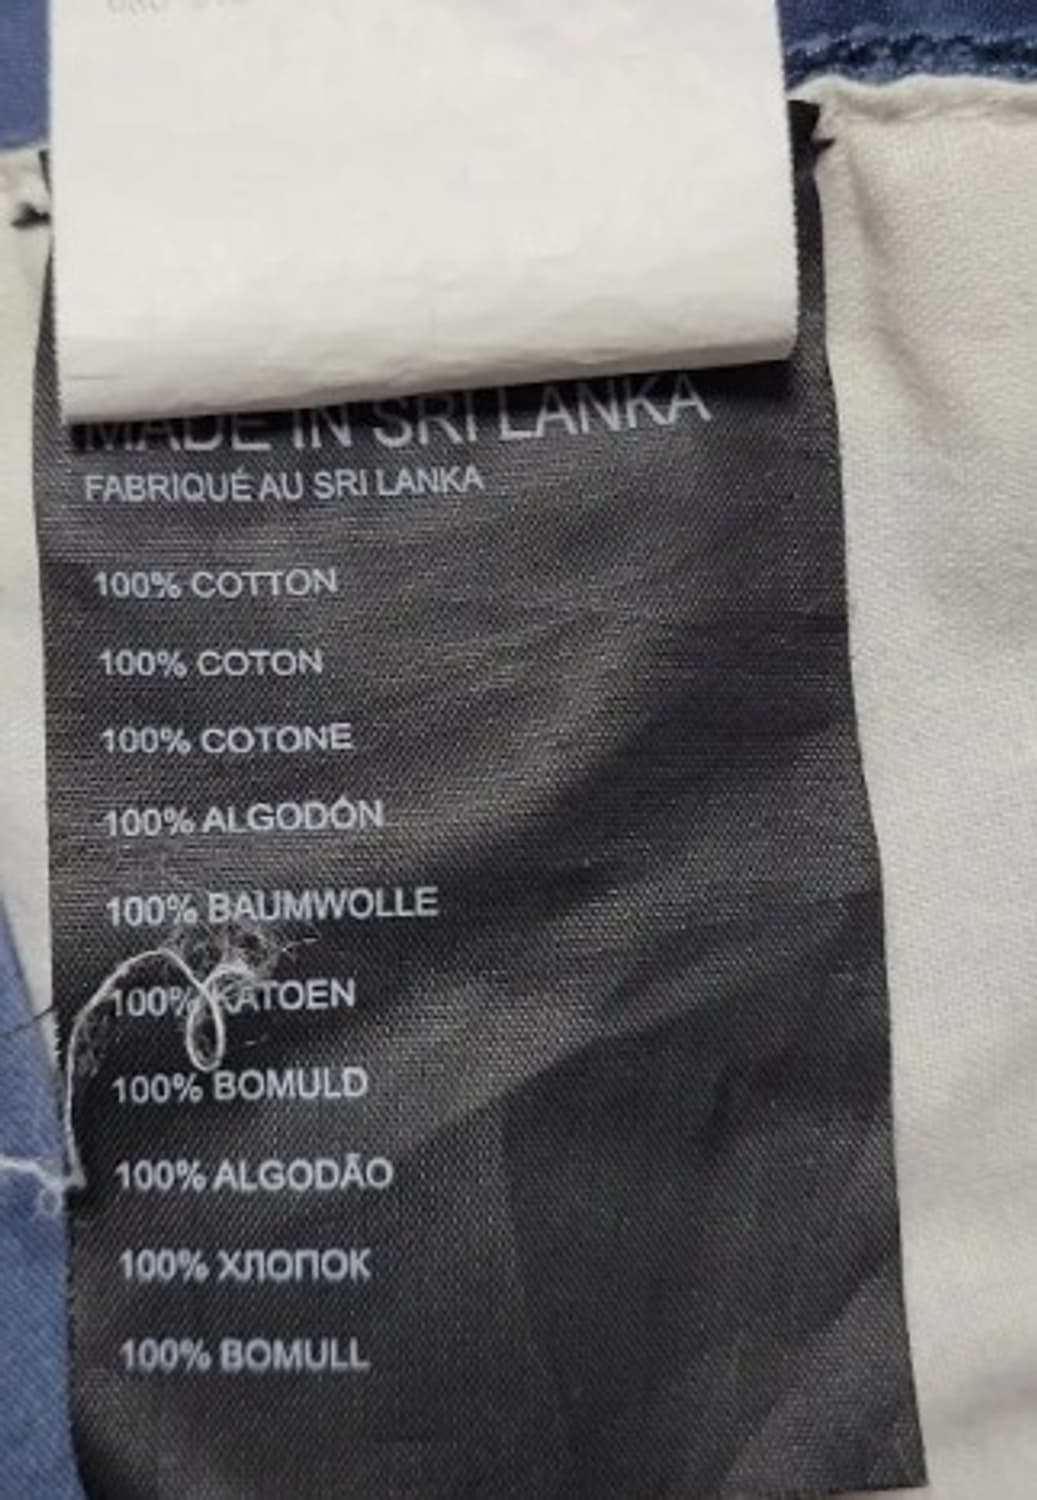 MADE IN SRI LANKA
FABRIQUÉ AU SRI LANKA
100% COTTON
100% COTON
100% COTONE
100% ALGODÓN
100% BAUMWOLLE
100% KATOEN
100% BOMULD
100% ALGODÃO
100% ХЛОПОК
100% BOMULL